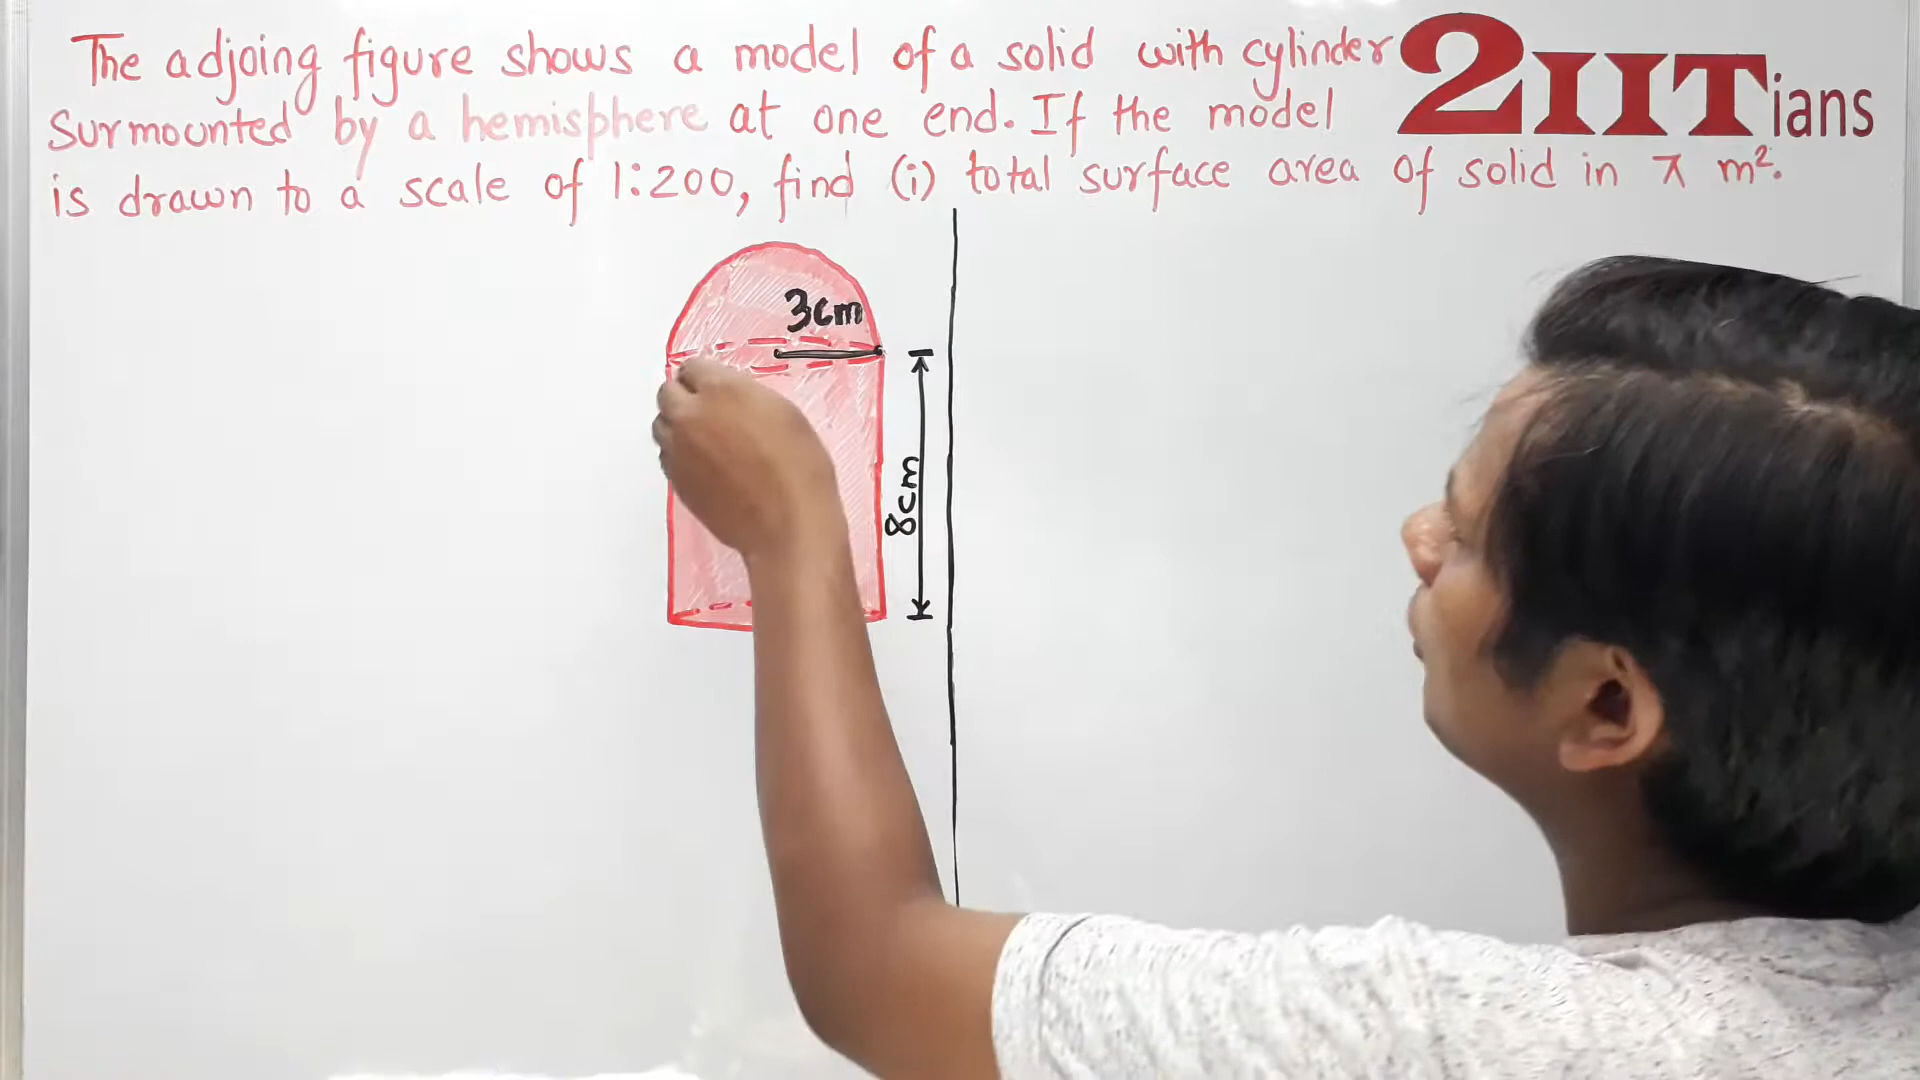 The adjoing figure shows a model of a solid with cylinder
Surmounted by a hemisphere at one end. If the model
is drawn to a scale of 1:200, find (i) total surface area of solid in π m².
2IITians
3cm
8cm